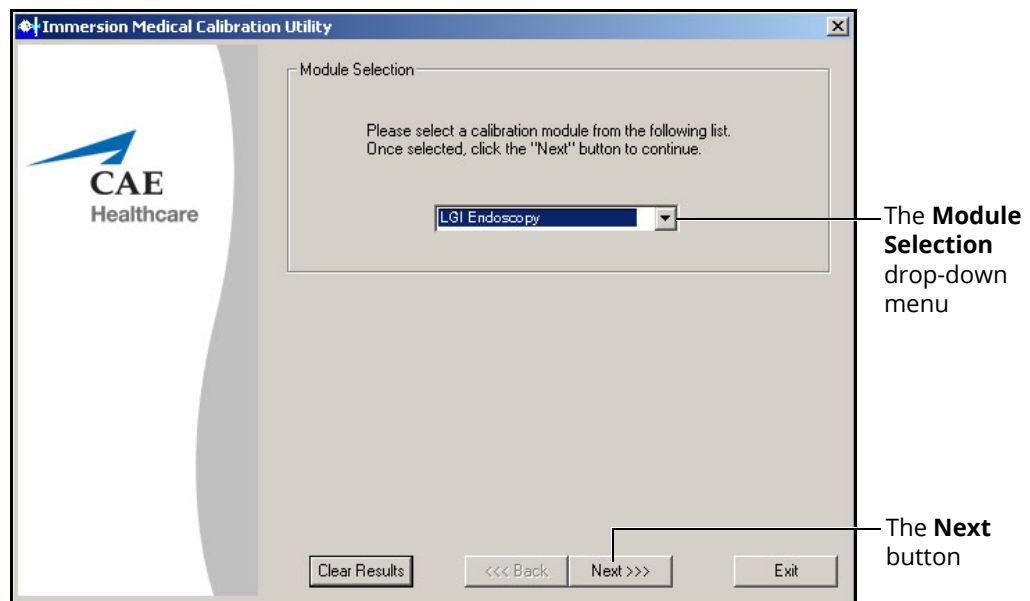 Immersion Medical Calibration Utility
Module Selection
Please select a calibration module from the following list.
Once selected, click the "Next" button to continue.
CAE
Healthcare
LGI Endoscopy
The Module
Selection
drop-down
menu
The Next
button
Clear Results
<<< Back
Next >>>
Exit